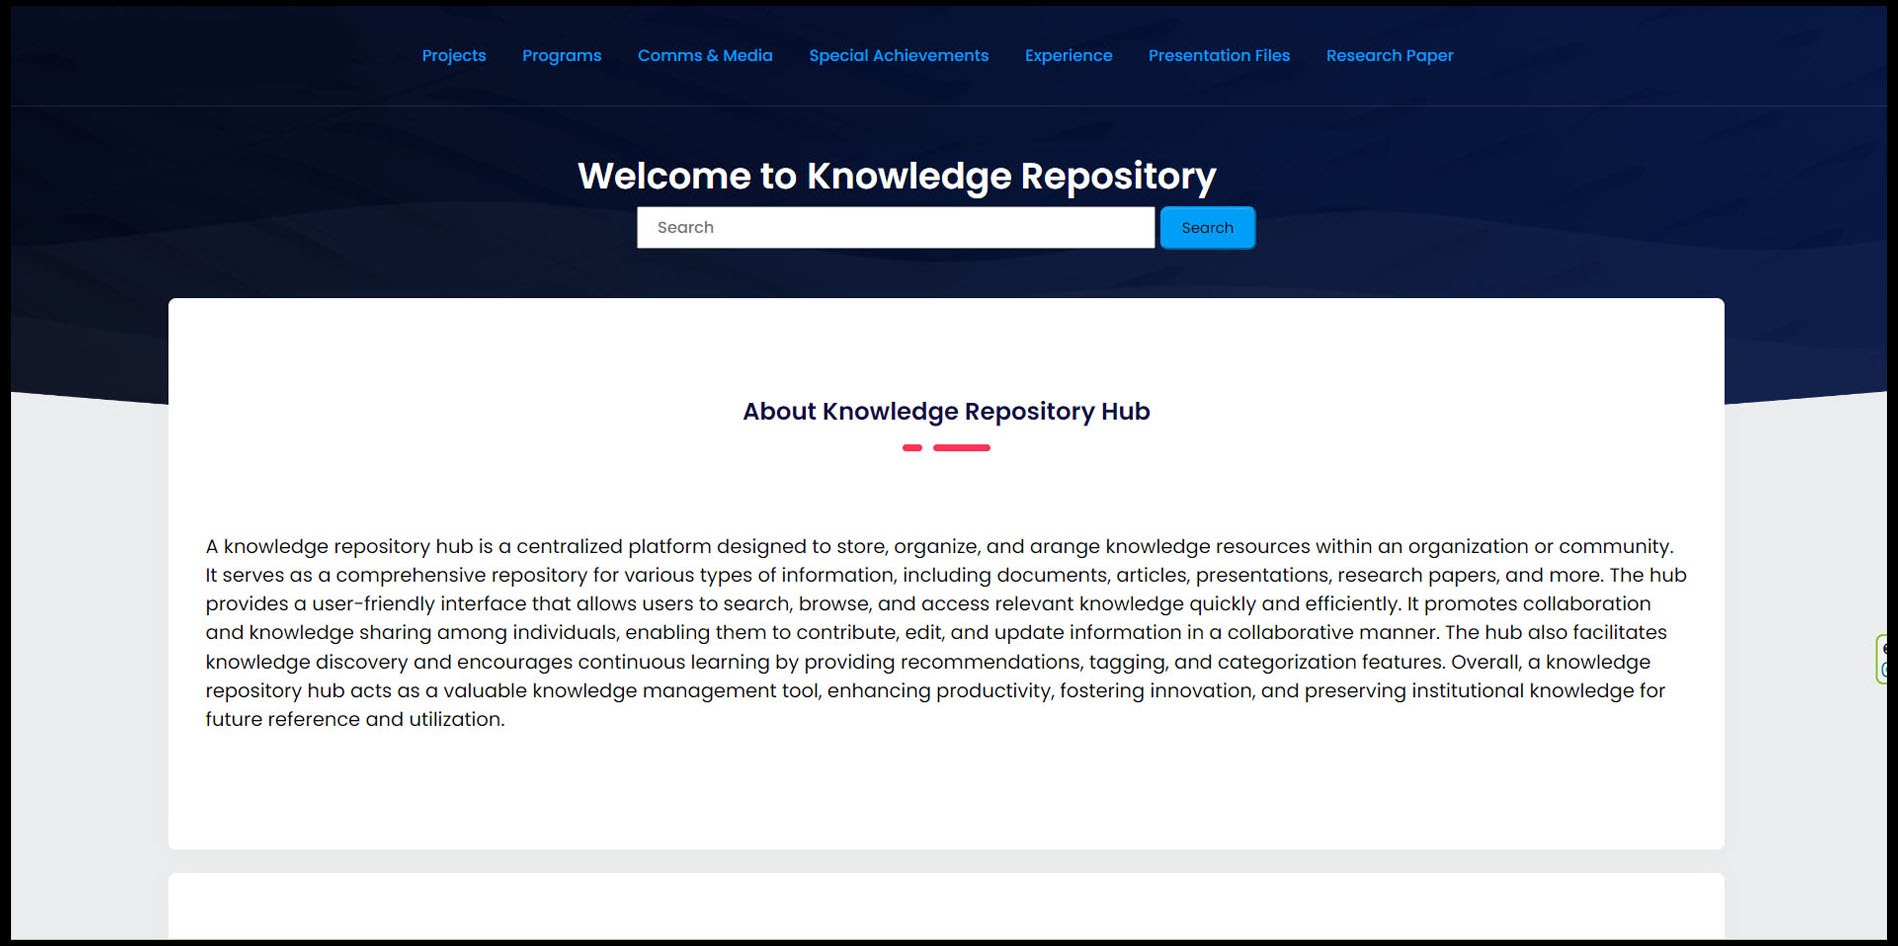 Projects Programs Comms & Media Special Achievements Experience Presentation Files Research Paper
Welcome to Knowledge Repository
Search Search
About Knowledge Repository Hub
A knowledge repository hub is a centralized platform designed to store, organize, and arange knowledge resources within an organization or community.
It serves as a comprehensive repository for various types of information, including documents, articles, presentations, research papers, and more. The hub
provides a user-friendly interface that allows users to search, browse, and access relevant knowledge quickly and efficiently. It promotes collaboration
and knowledge sharing among individuals, enabling them to contribute, edit, and update information in a collaborative manner. The hub also facilitates
knowledge discovery and encourages continuous learning by providing recommendations, tagging, and categorization features. Overall, a knowledge
repository hub acts as a valuable knowledge management tool, enhancing productivity, fostering innovation, and preserving institutional knowledge for
future reference and utilization.